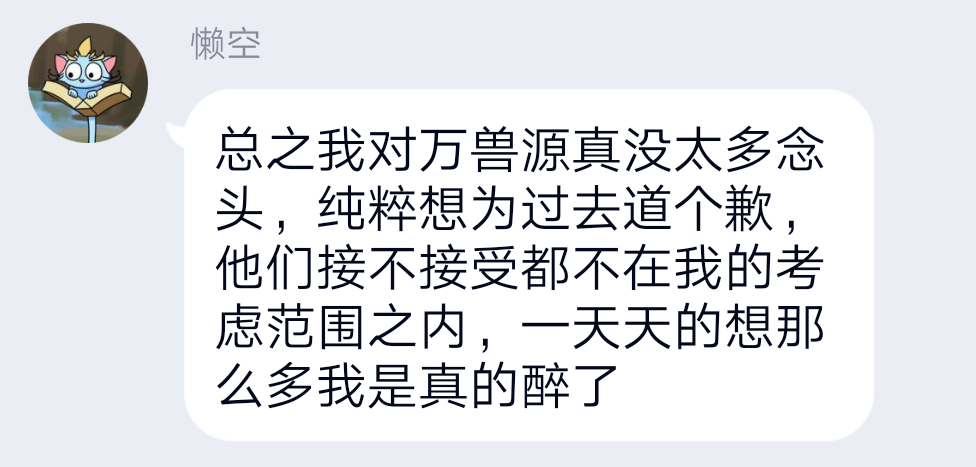 懒空
总之我对万兽源真没太多念
头，纯粹想为过去道个歉，
他们接不接受都不在我的考
虑范围之内，一天天的想那
么多我是真的醉了